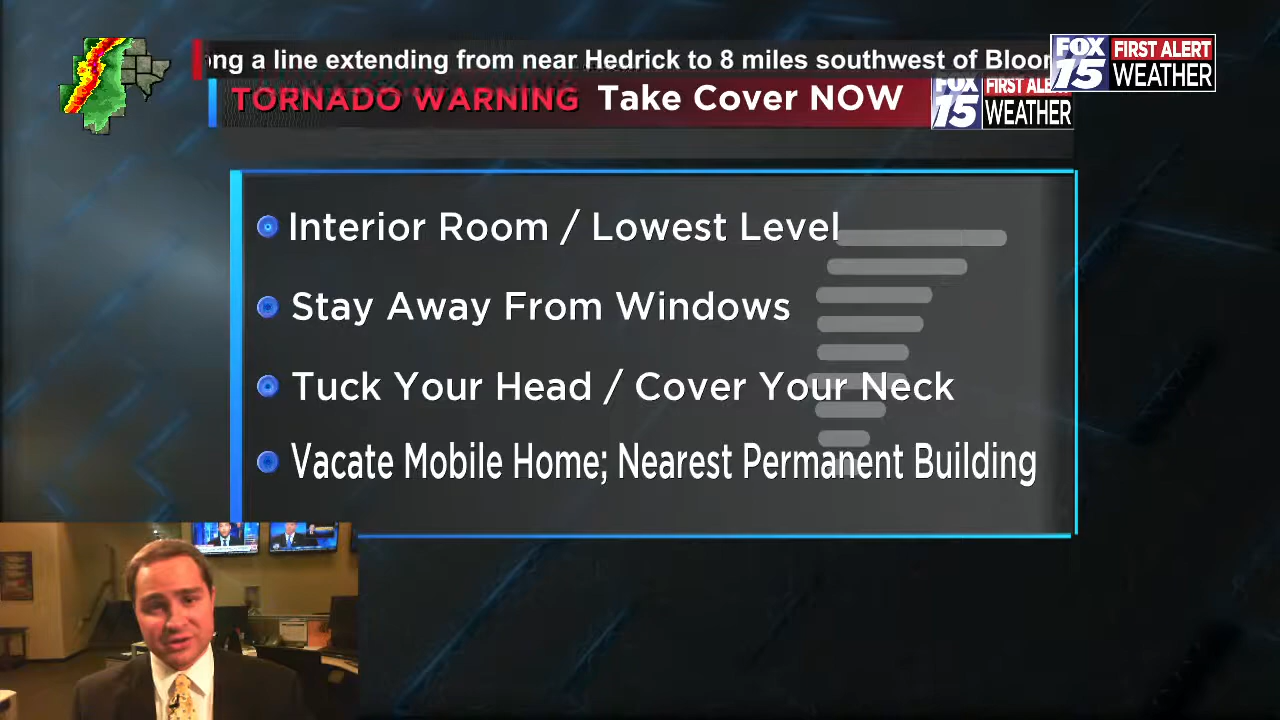 ong a line extending from near Hedrick to 8 miles southwest of Bloom
FOX 15 FIRST ALERT WEATHER
TORNADO WARNING Take Cover NOW
FOX 15 FIRST ALERT WEATHER
Interior Room / Lowest Level
Stay Away From Windows
Tuck Your Head / Cover Your Neck
Vacate Mobile Home; Nearest Permanent Building